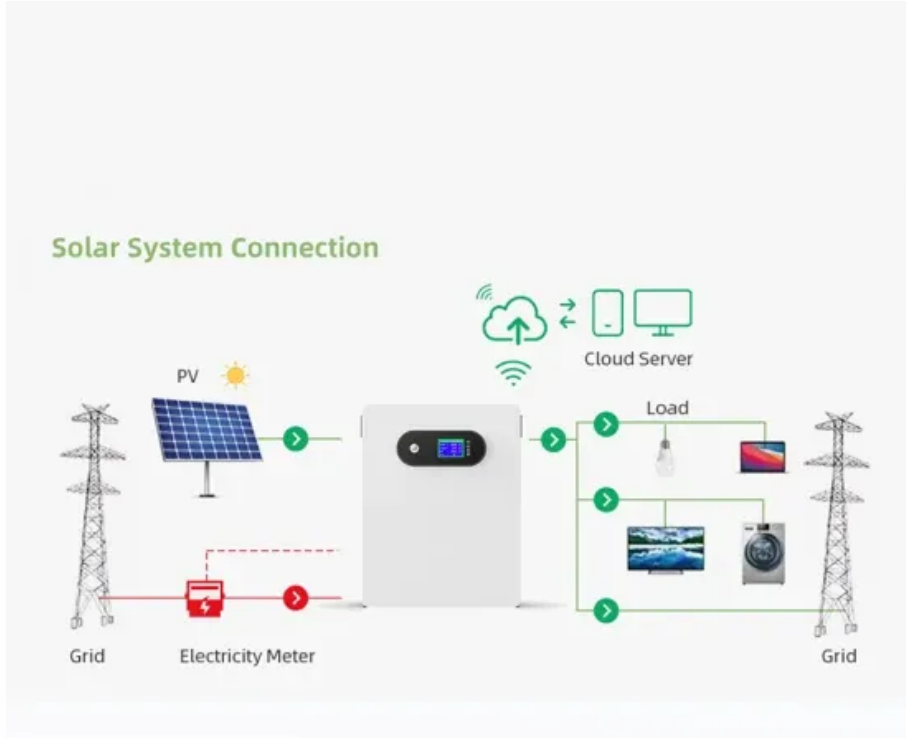 Solar System Connection
Cloud Server
PV
Load
Grid
Electricity Meter
Grid